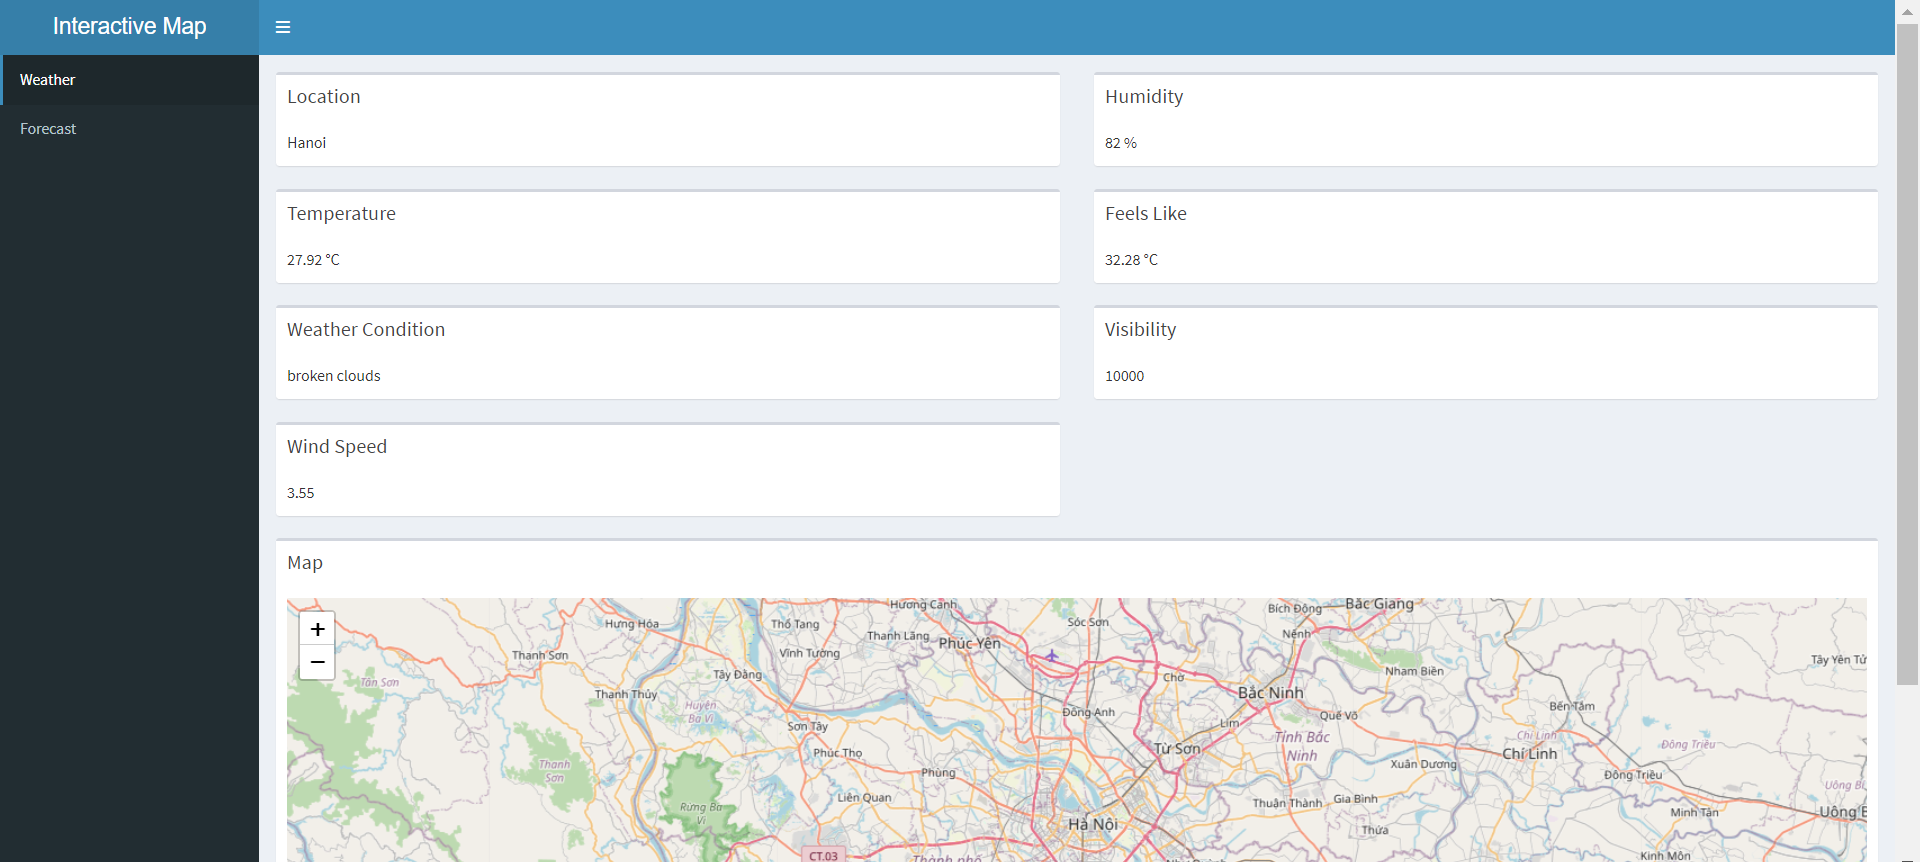 Interactive Map
Weather
Forecast
Location
Hanoi
Humidity
82 %
Temperature
27.92 °C
Feels Like
32.28 °C
Weather Condition
broken clouds
Visibility
10000
Wind Speed
3.55
Map
+
−
Hương Canh
Bích Động
Bắc Giang
Hưng Hóa
Thổ Tang
Sóc Sơn
Thanh Lãng
Nếnh
Phúc Yên
Thanh Sơn
Vĩnh Tường
Tây Yên Tử
Tây Đằng
Chờ
Nham Biền
Tân Sơn
Thanh Thủy
Bắc Ninh
Huyện
Ba Vì
Đông Anh
Quế Võ
Bến Tắm
Sơn Tây
Lim
Tỉnh Bắc
Ninh
Chí Linh
Đông Triều
Phúc Thọ
Từ Sơn
Chí Linh
Thanh
Sơn
Phùng
Xuân Dương
Đông Triều
Uông Bí
Liên Quan
Rừng Ba
Vì
Thuận Thành
Gia Bình
Minh Tân
Uông B
Hà Nội
Thứa
CT.03
Thành phố
Kinh Môn